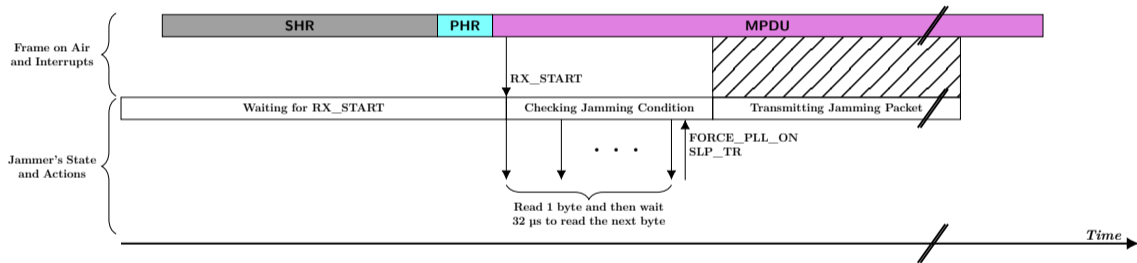 SHR
PHR
MPDU
Frame on Air
and Interrupts
RX_START
Waiting for RX_START
Checking Jamming Condition
Transmitting Jamming Packet
FORCE_PLL_ON
SLP_TR
. . .
Jammer's State
and Actions
Read 1 byte and then wait
32 µs to read the next byte
Time